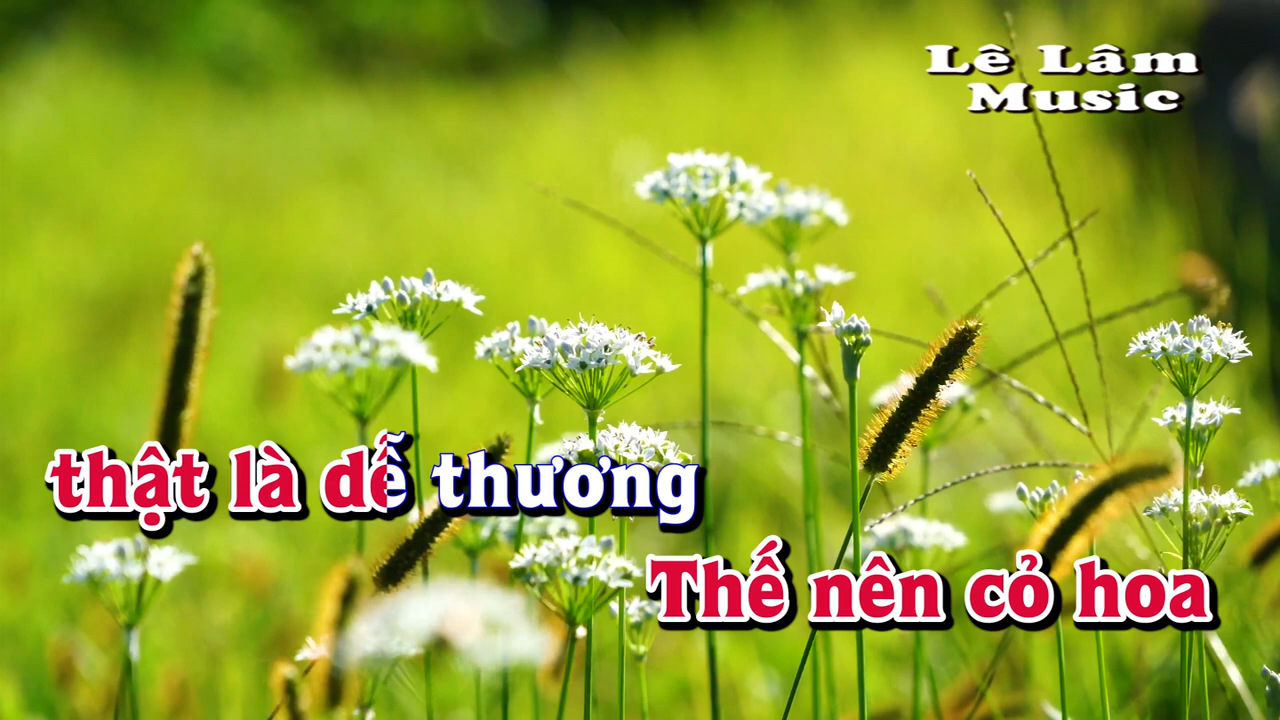 Lê Lâm
Music
thật là dễ thương
Thế nên cỏ hoa